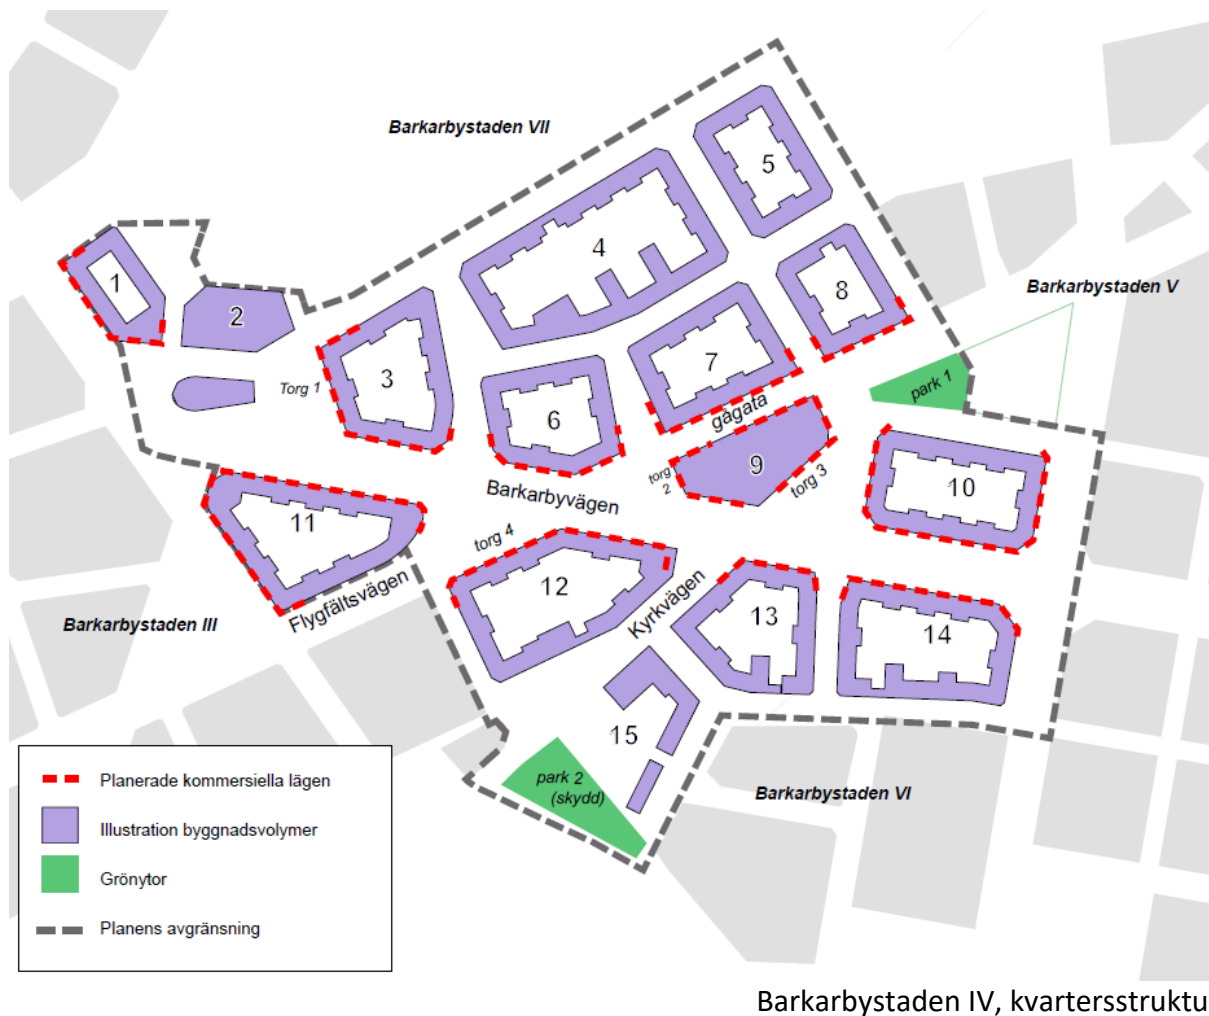 Barkarbystaden VII
5
4
1
8
Barkarbystaden V
2
7
3
Torg 1
park 1
gågata
6
9
torg
2
torg 3
10
Barkarbyvägen
11
torg 4
12
Flygfältsvägen
Kyrkvägen
13
14
Barkarbystaden III
15
park 2
(skydd)
Barkarbystaden VI
Planerade kommersiella lägen
Illustration byggnadsvolymer
Grönytor
Planens avgränsning
Barkarbystaden IV, kvartersstruktu